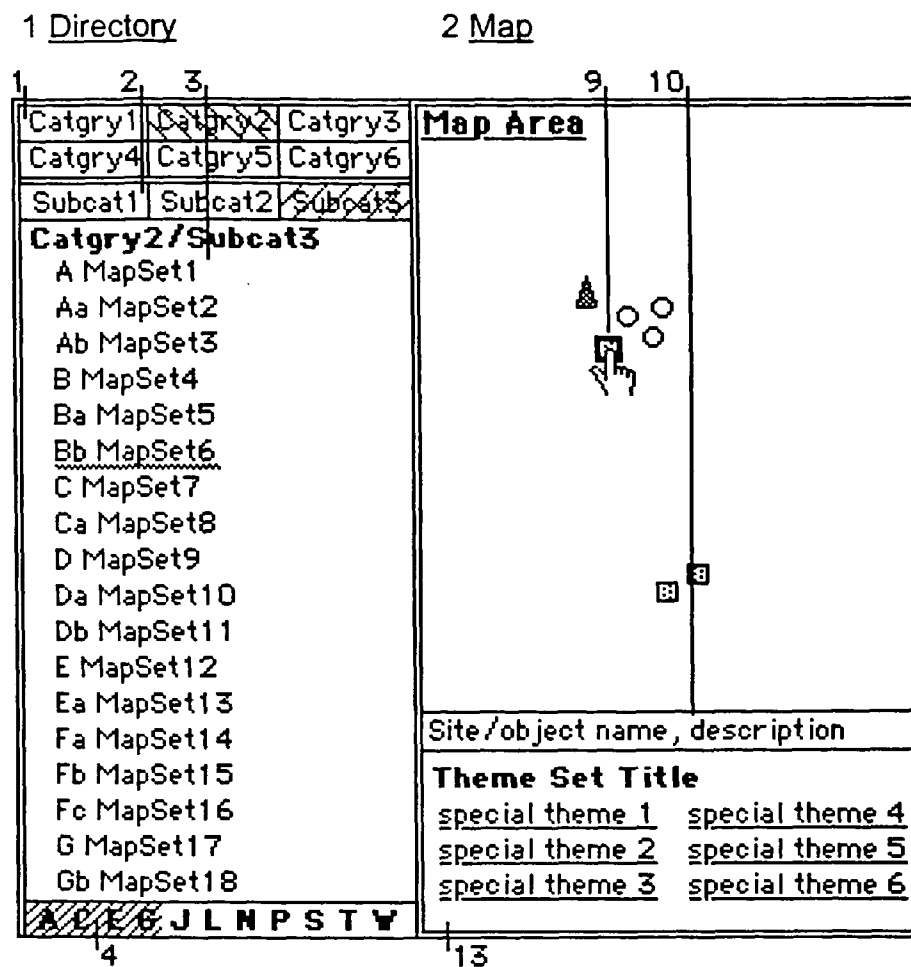 1 Directory
2 Map
1 2 3 9 10
Catgry1 Catgry2 Catgry3
Catgry4 Catgry5 Catgry6
Subcat1 Subcat2 Subcat3
Catgry2/Subcat3
A MapSet1
Aa MapSet2
Ab MapSet3
B MapSet4
Ba MapSet5
Bb MapSet6
C MapSet7
Ca MapSet8
D MapSet9
Da MapSet10
Db MapSet11
E MapSet12
Ea MapSet13
Fa MapSet14
Fb MapSet15
Fc MapSet16
G MapSet17
Gb MapSet18
A C E G J L N P S T W
4
Map Area
Site/object name, description
Theme Set Title
special theme 1 special theme 4
special theme 2 special theme 5
special theme 3 special theme 6
13